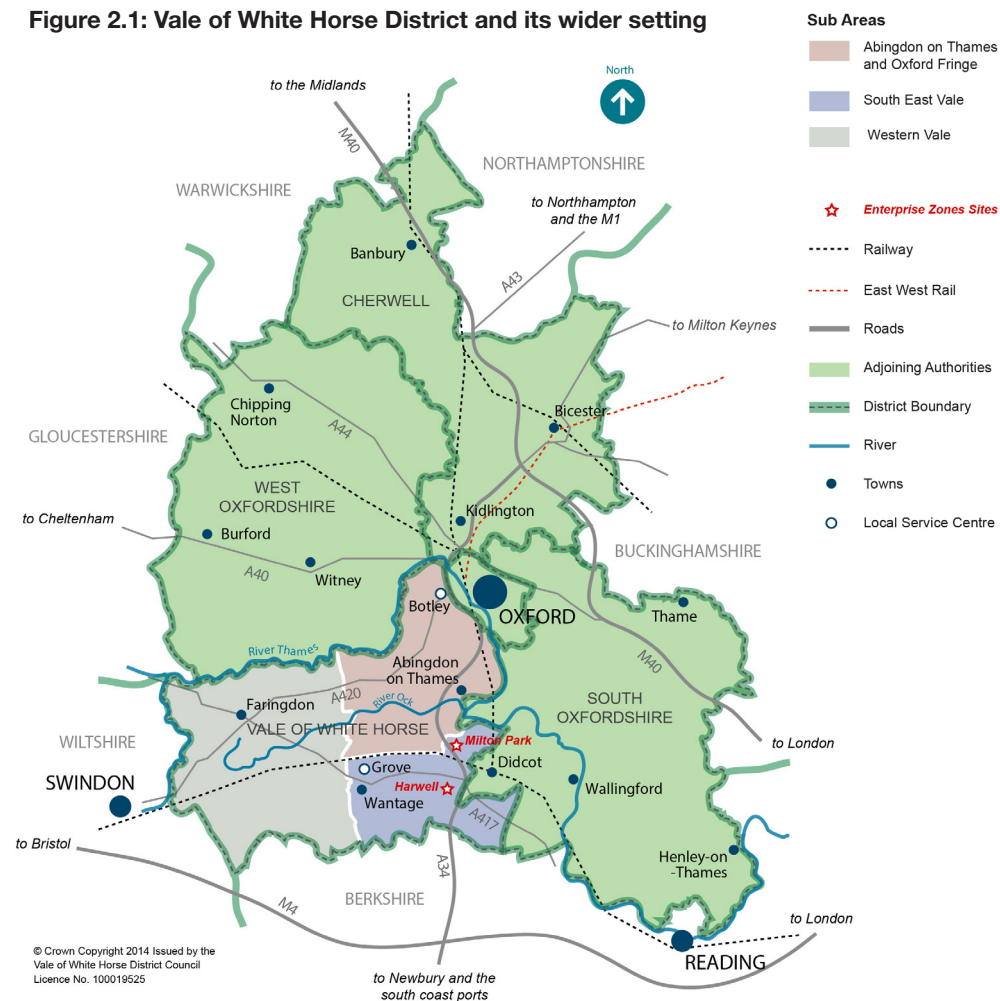 Figure 2.1: Vale of White Horse District and its wider setting
Sub Areas
Abingdon on Thames
and Oxford Fringe
South East Vale
Western Vale
Enterprise Zones Sites
Railway
East West Rail
Roads
Adjoining Authorities
District Boundary
River
Towns
Local Service Centre
North
to the Midlands
M40
NORTHAMPTONSHIRE
WARWICKSHIRE
to Northhampton
and the M1
Banbury
A43
CHERWELL
to Milton Keynes
Chipping
Norton
Bicester
A44
GLOUCESTERSHIRE
WEST
OXFORDSHIRE
Kidlington
to Cheltenham
Burford
BUCKINGHAMSHIRE
A40
Witney
Botley
OXFORD
Thame
River Thames
Abingdon
on Thames
M40
A420
River Ock
Faringdon
SOUTH
OXFORDSHIRE
VALE OF WHITE HORSE
WILTSHIRE
Milton Park
to London
Grove
Didcot
SWINDON
Harwell
Wallingford
Wantage
A417
to Bristol
A34
Henley-on
-Thames
BERKSHIRE
M4
to London
READING
© Crown Copyright 2014 Issued by the
Vale of White Horse District Council
Licence No. 100019525
to Newbury and the
south coast ports